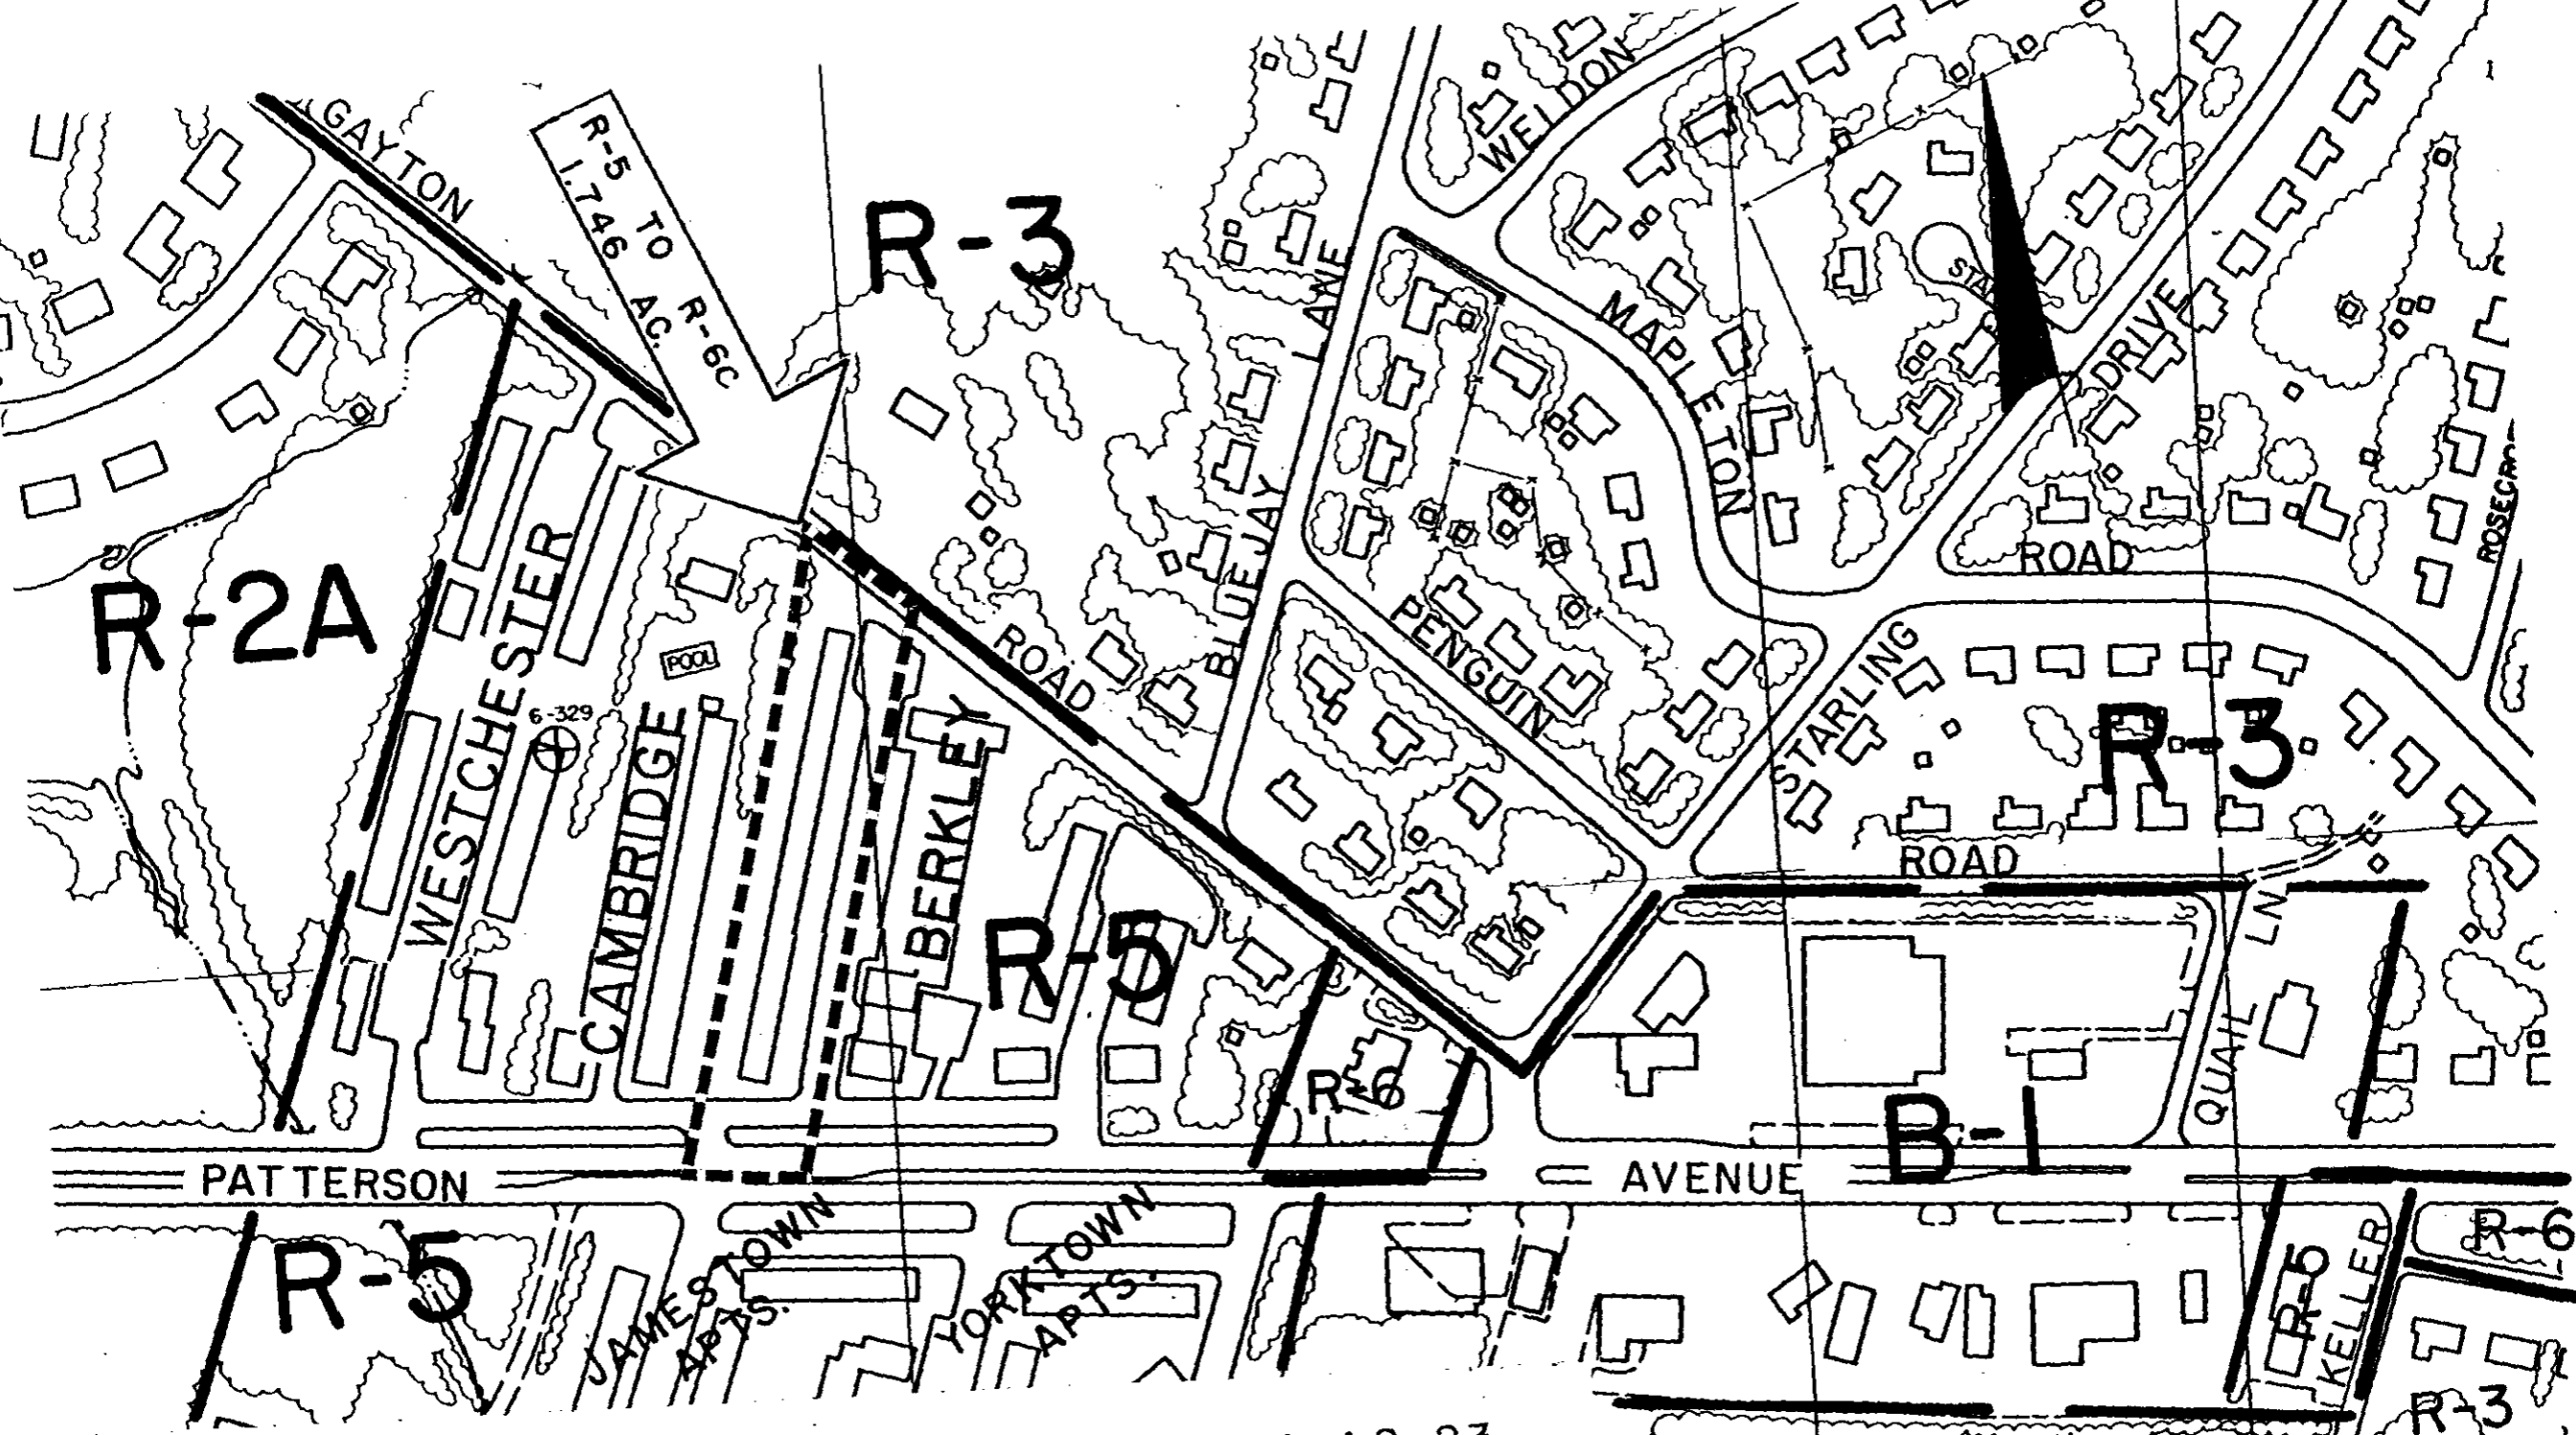 GAYTON
R-5 TO R-6C
1.746 AC.
R-3
WELDON
LANE
MAPLETON
DRIVE
BLUEJAY
ROAD
R-2A
WESTCHESTER
POOL
6-329
ROAD
PENGUIN
STARLING
R-3
CAMBRIDGE
BERKLEY
R-5
ROAD
LN
QUAIL
R-6
B-1
PATTERSON
AVENUE
R-5
JAMESTOWN
APTS.
YORKTOWN
APTS.
R-5
KELLER
R-6
R-3